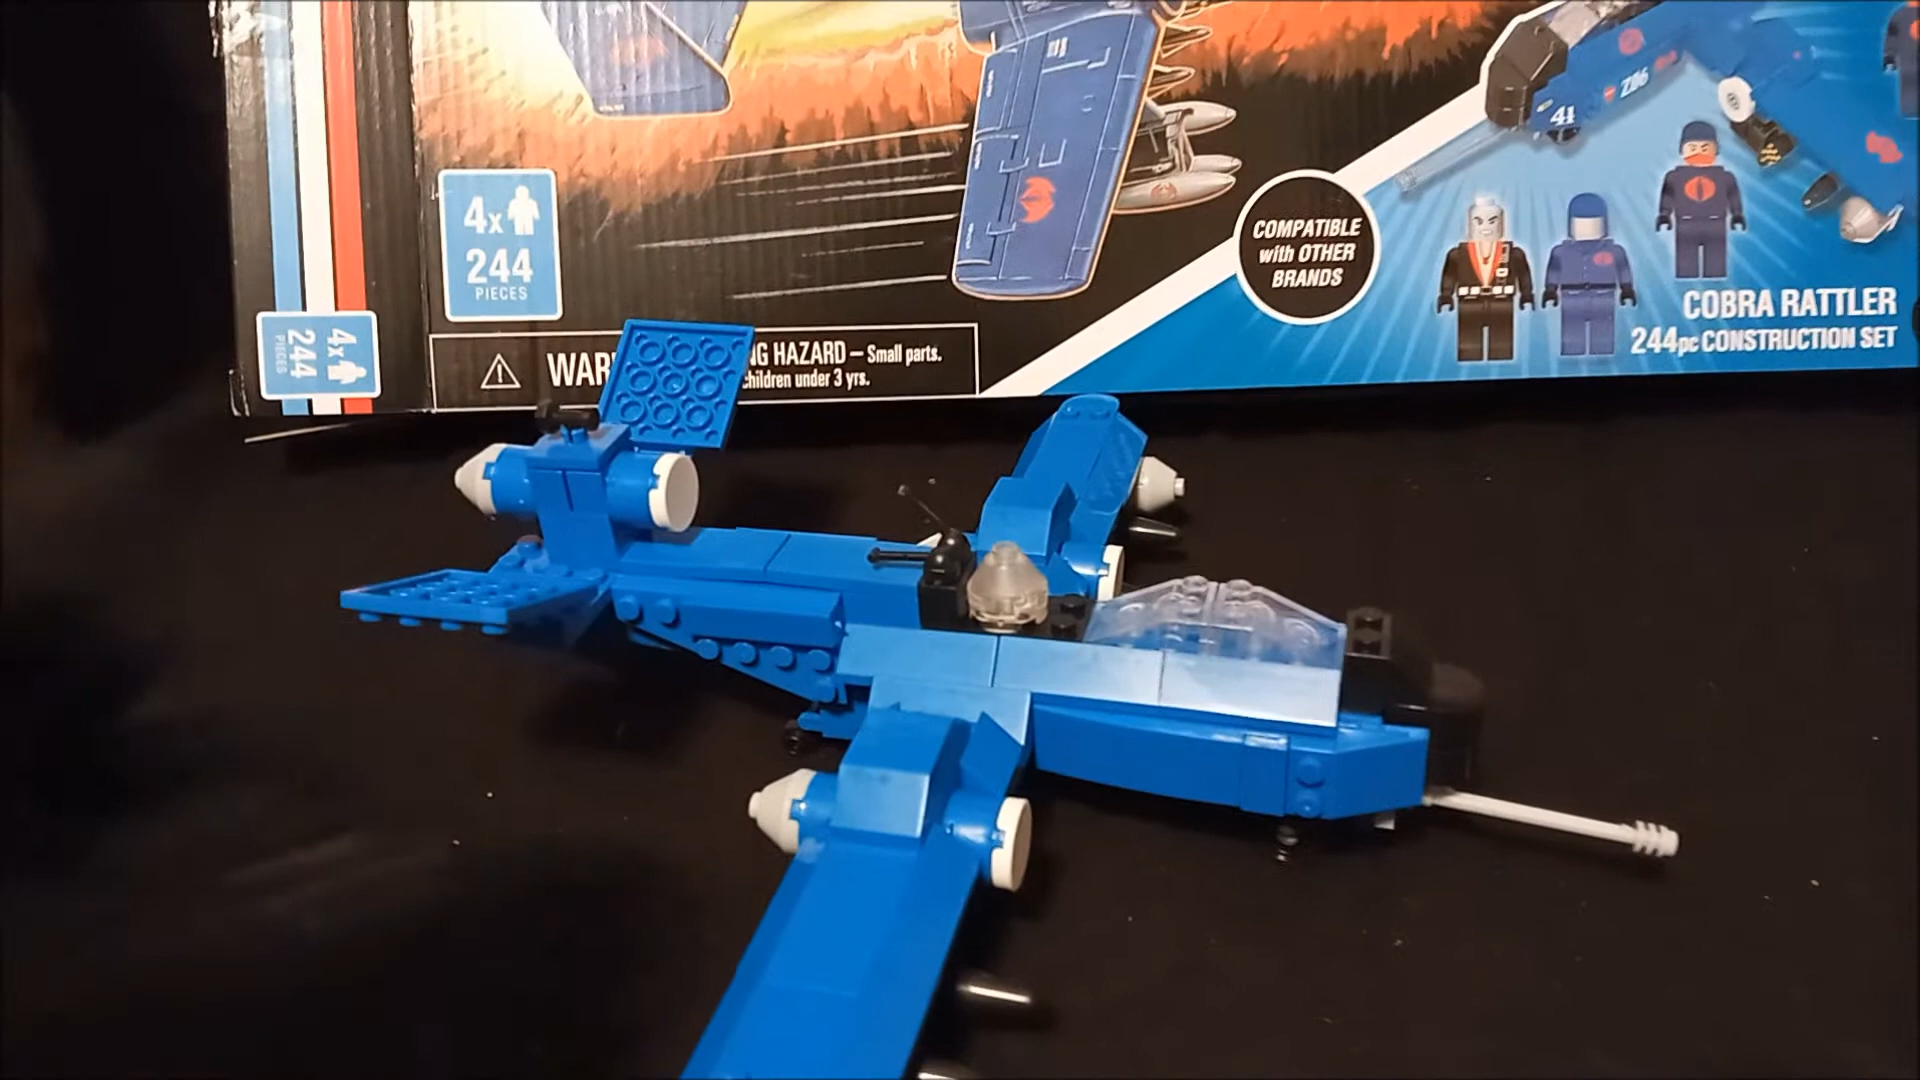 4x
244
PIECES
4x
244
PIECES
WAR NG HAZARD – Small parts.
children under 3 yrs.
COMPATIBLE
with OTHER
BRANDS
41
Z16
COBRA RATTLER
244pc CONSTRUCTION SET